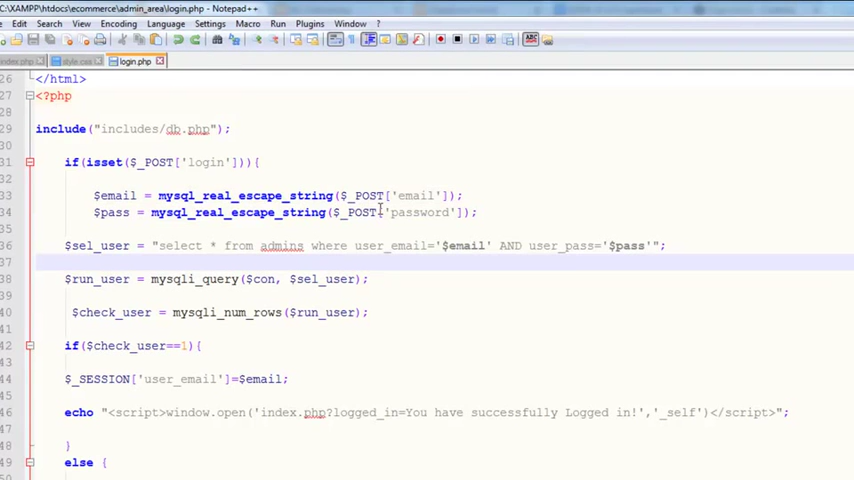 C:\XAMPP\htdocs\ecommerce\admin_area\login.php - Notepad++
File Edit Search View Encoding Language Settings Macro Run Plugins Window ?
index.php style.css login.php
26 </html>
27 <?php
28
29 include("includes/db.php");
30
31 if(isset($_POST['login'])){
32
33 $email = mysql_real_escape_string($_POST['email']);
34 $pass = mysql_real_escape_string($_POST['password']);
35
36 $sel_user = "select * from admins where user_email='$email' AND user_pass='$pass'";
37
38 $run_user = mysqli_query($con, $sel_user);
39
40 $check_user = mysqli_num_rows($run_user);
41
42 if($check_user==1){
43
44 $_SESSION['user_email']=$email;
45
46 echo "<script>window.open('index.php?logged_in=You have successfully Logged in!','_self')</script>";
47
48 }
49 else {
50